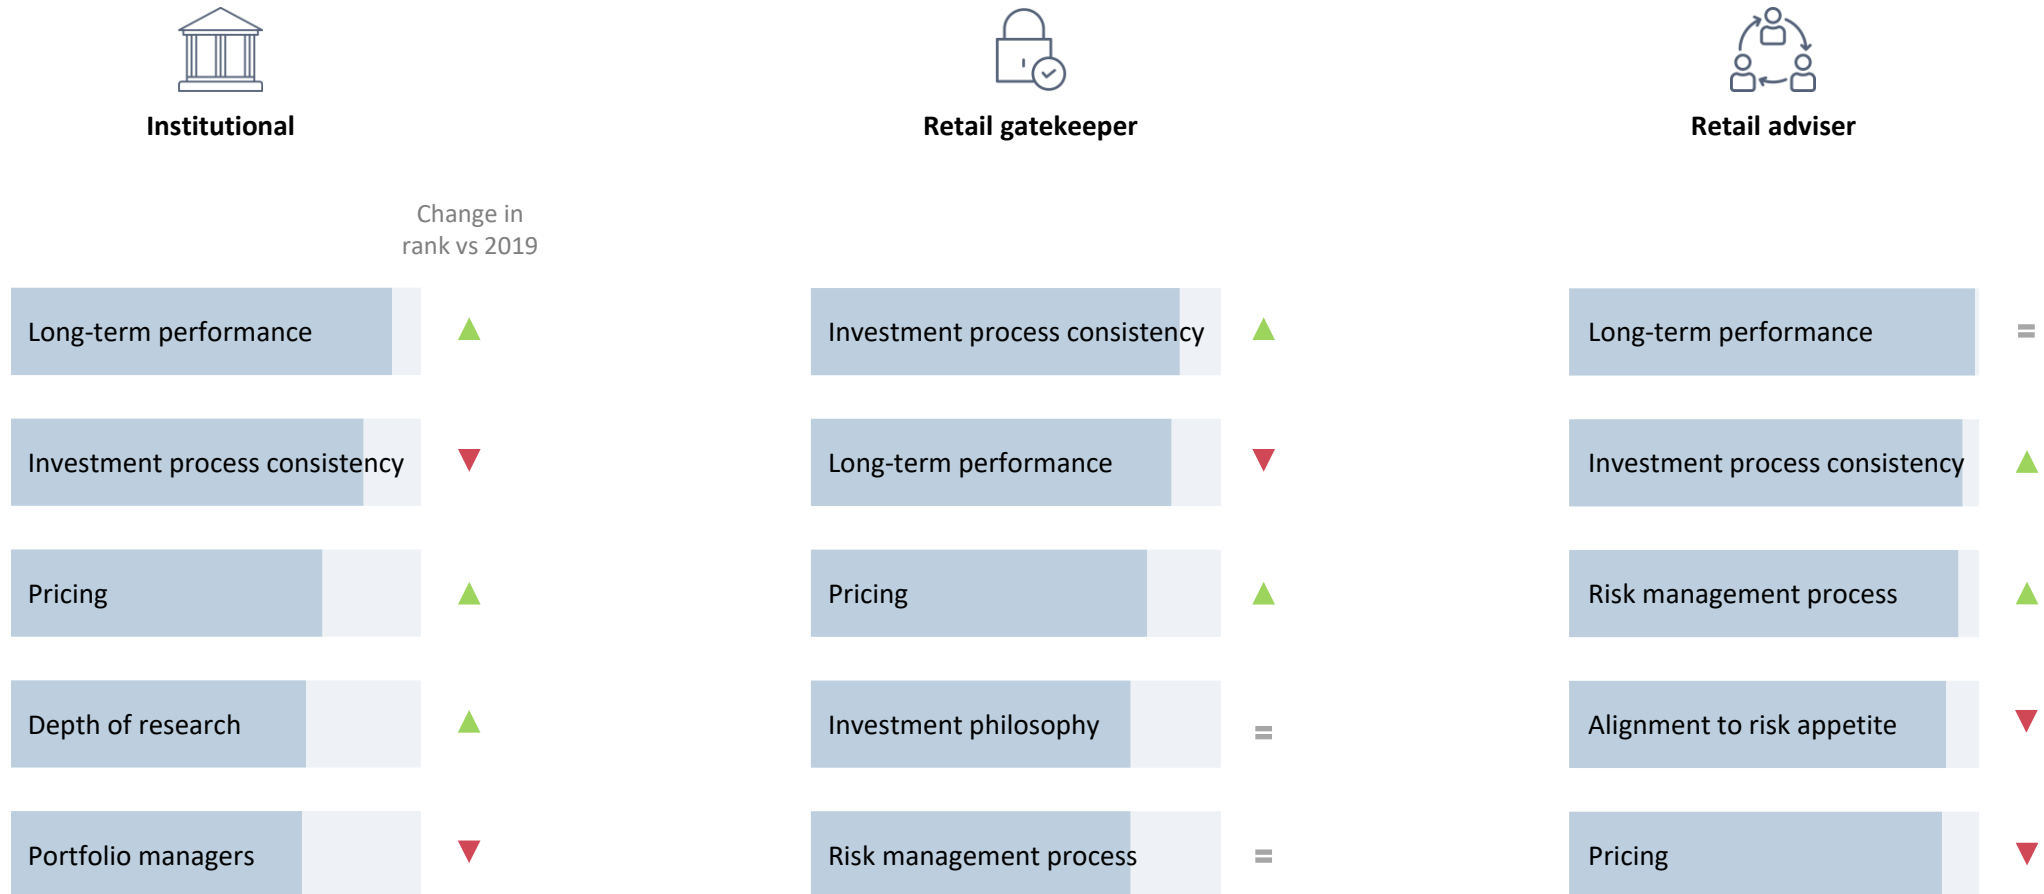 Institutional
Retail gatekeeper
Retail adviser
Change in
rank vs 2019
Long-term performance
Investment process consistency
Long-term performance
Investment process consistency
Long-term performance
Investment process consistency
Pricing
Pricing
Risk management process
Depth of research
Investment philosophy
=
Alignment to risk appetite
Portfolio managers
Risk management process
=
Pricing